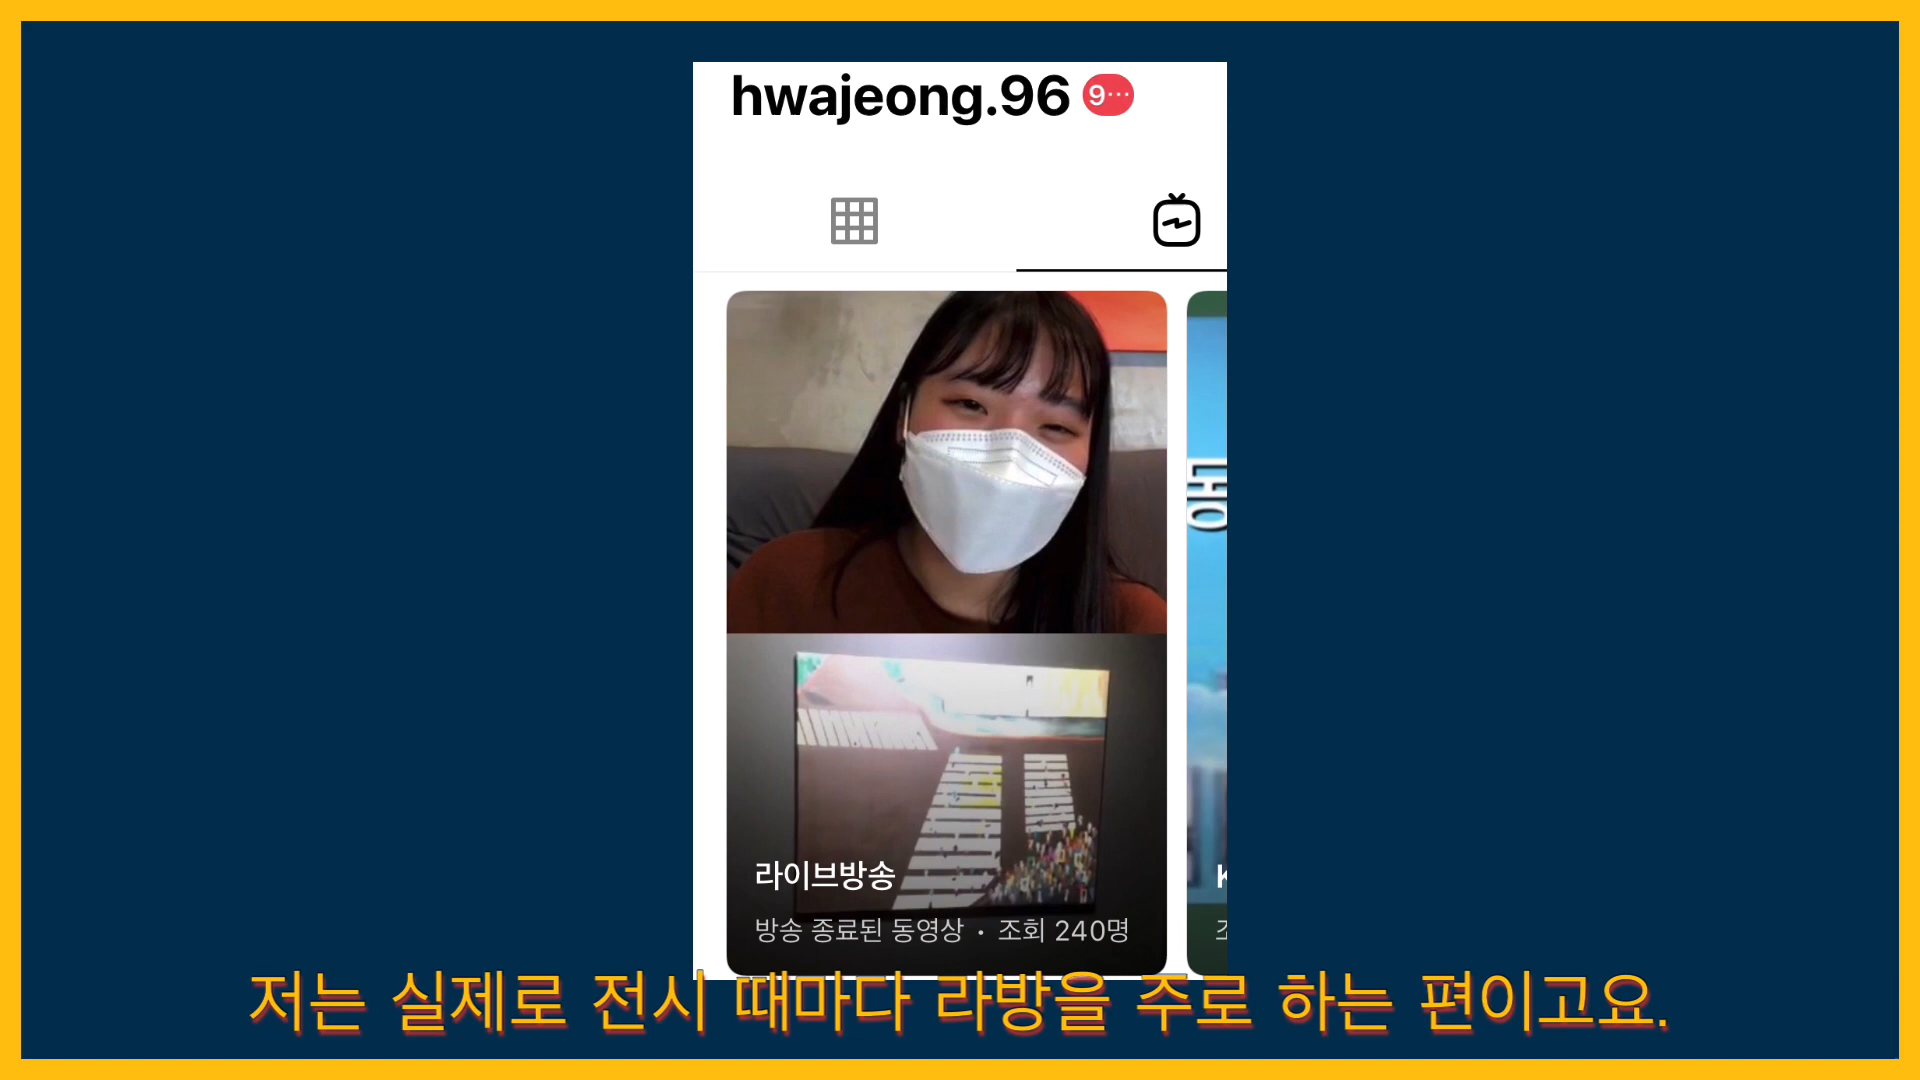 hwajeong.96 9···
라이브방송
방송 종료된 동영상 · 조회 240명
저는 실제로 전시 때마다 라방을 주로 하는 편이고요.